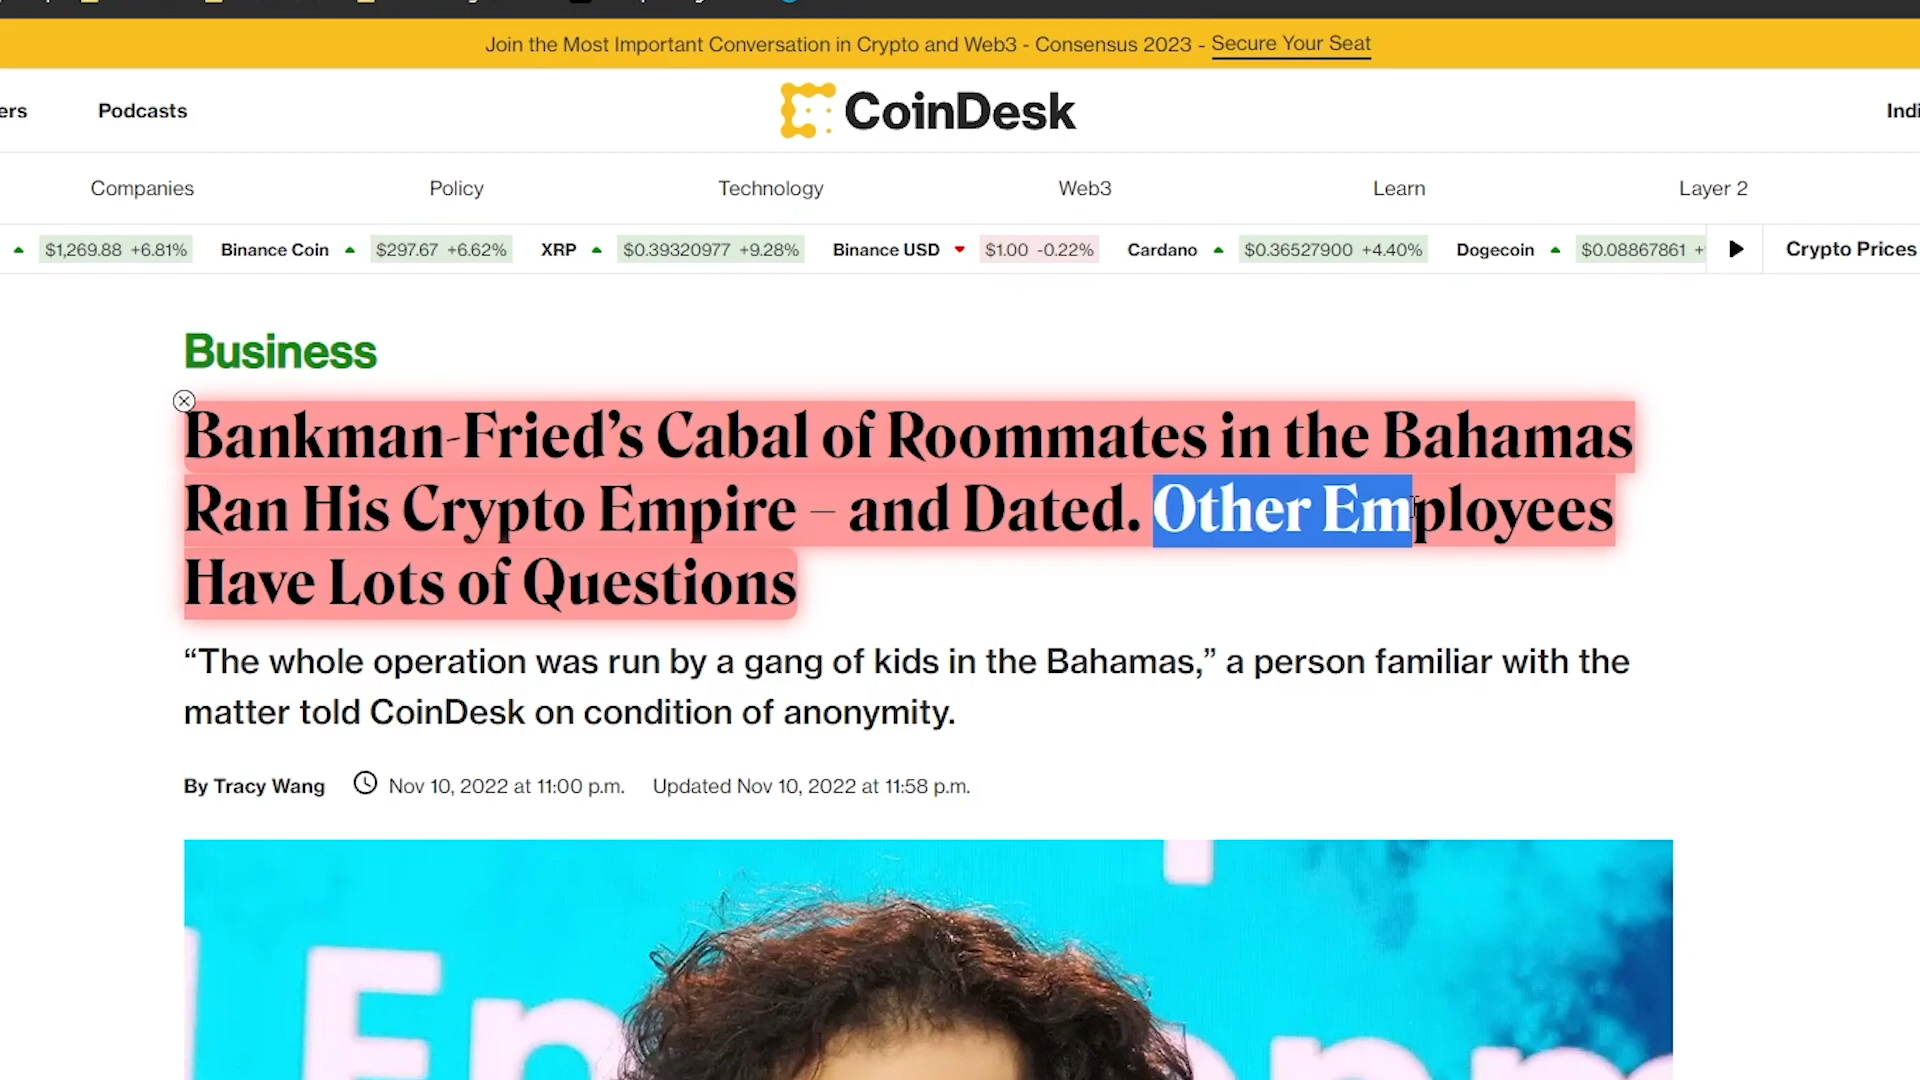 Join the Most Important Conversation in Crypto and Web3 - Consensus 2023 - Secure Your Seat
ers Podcasts CoinDesk Indi
Companies Policy Technology Web3 Learn Layer 2
$1,269.88 +6.81% Binance Coin $297.67 +6.62% XRP $0.39320977 +9.28% Binance USD $1.00 -0.22% Cardano $0.36527900 +4.40% Dogecoin $0.08867861 + Crypto Prices
Business
Bankman-Fried’s Cabal of Roommates in the Bahamas
Ran His Crypto Empire – and Dated. Other Employees
Have Lots of Questions
“The whole operation was run by a gang of kids in the Bahamas,” a person familiar with the
matter told CoinDesk on condition of anonymity.
By Tracy Wang Nov 10, 2022 at 11:00 p.m. Updated Nov 10, 2022 at 11:58 p.m.